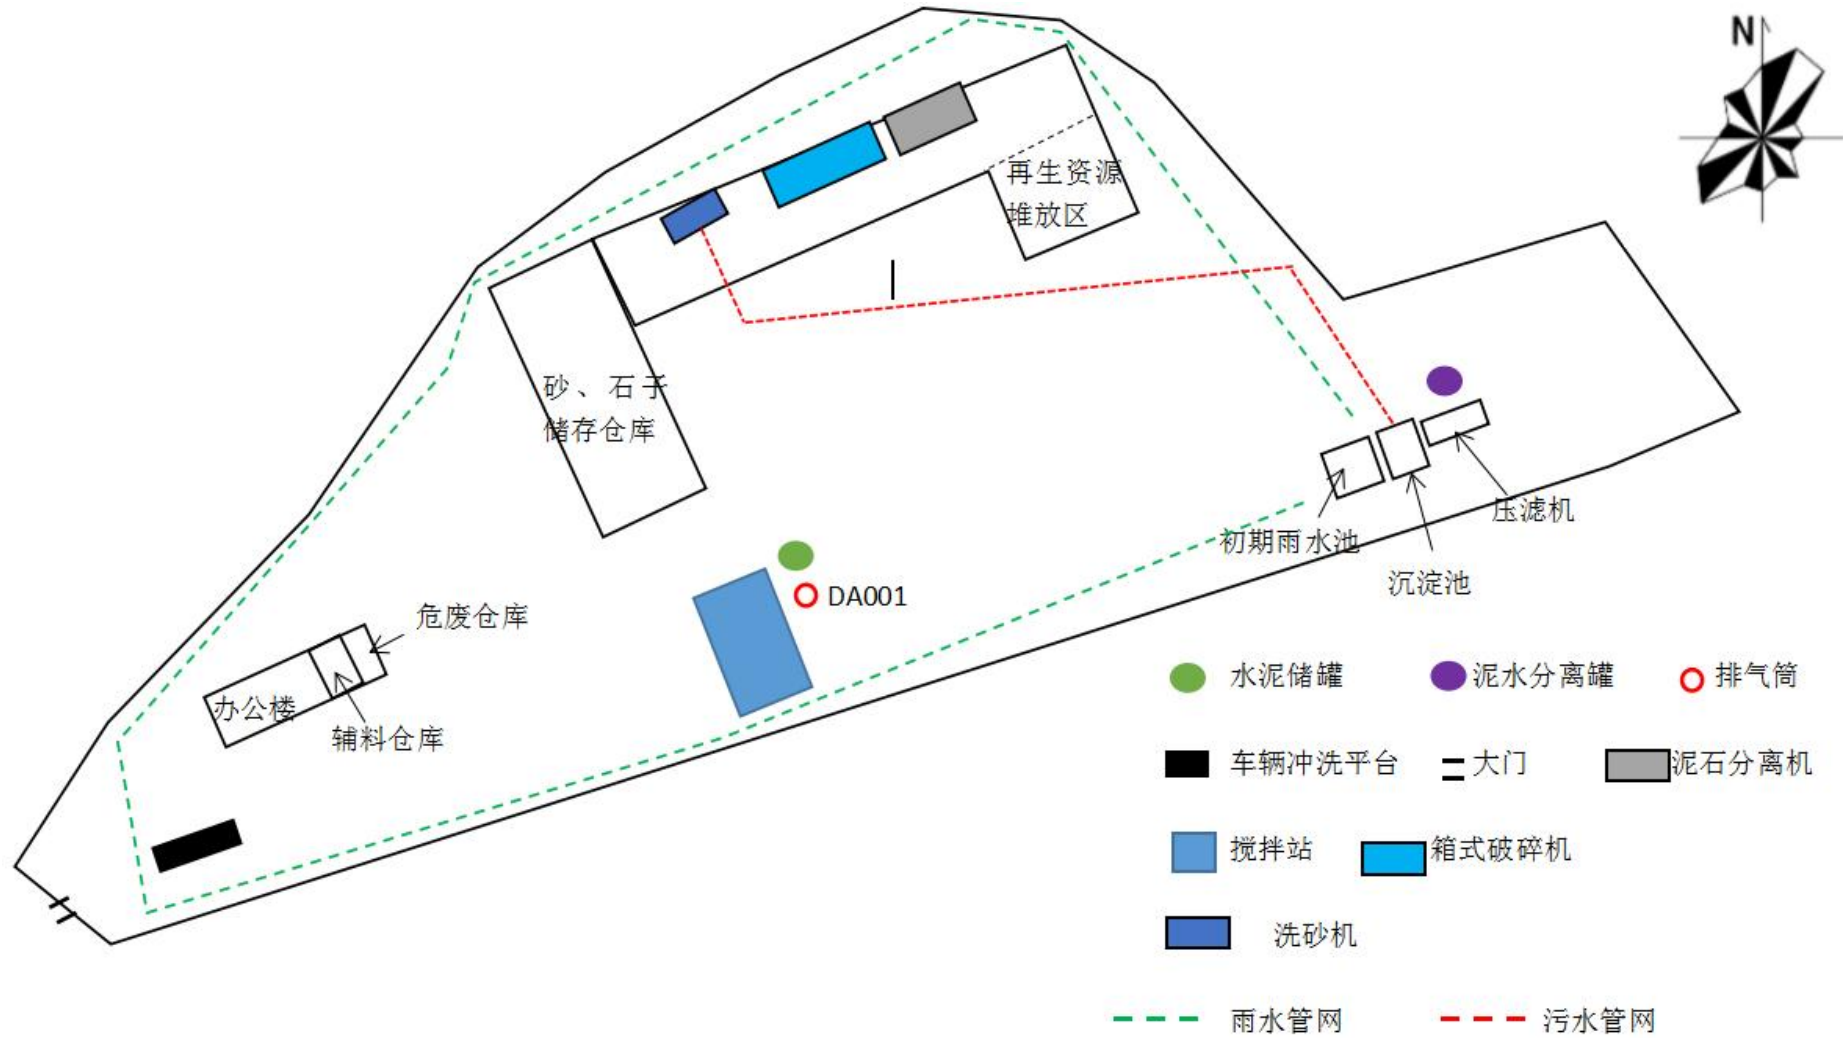 N
再生资源
堆放区
砂、石子
储存仓库
压滤机
初期雨水池
沉淀池
DA001
危废仓库
办公楼
辅料仓库
水泥储罐
泥水分离罐
排气筒
车辆冲洗平台
大门
泥石分离机
搅拌站
箱式破碎机
洗砂机
雨水管网
污水管网